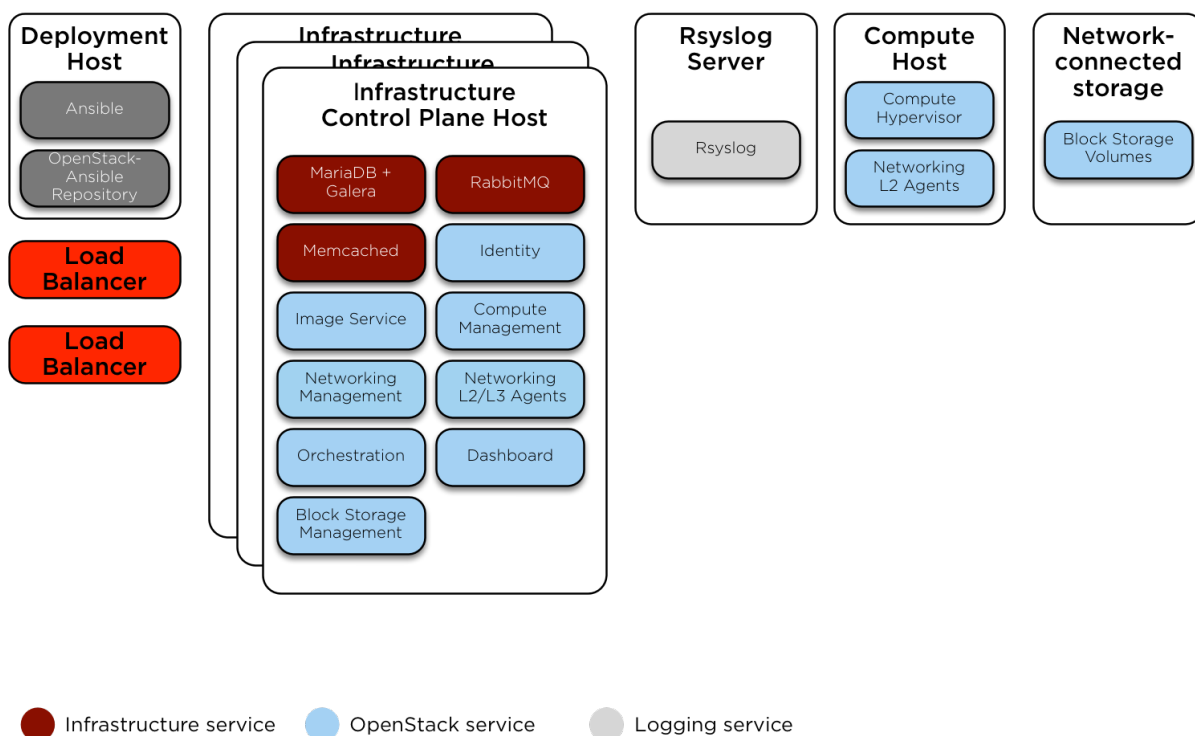 Deployment
Host
Ansible
OpenStack-
Ansible
Repository
Load
Balancer
Load
Balancer
Infrastructure
Infrastructure
Infrastructure
Control Plane Host
MariaDB +
Galera
RabbitMQ
Memcached
Identity
Image Service
Compute
Management
Networking
Management
Networking
L2/L3 Agents
Orchestration
Dashboard
Block Storage
Management
Rsyslog
Server
Rsyslog
Compute
Host
Compute
Hypervisor
Networking
L2 Agents
Network-
connected
storage
Block Storage
Volumes
Infrastructure service
OpenStack service
Logging service